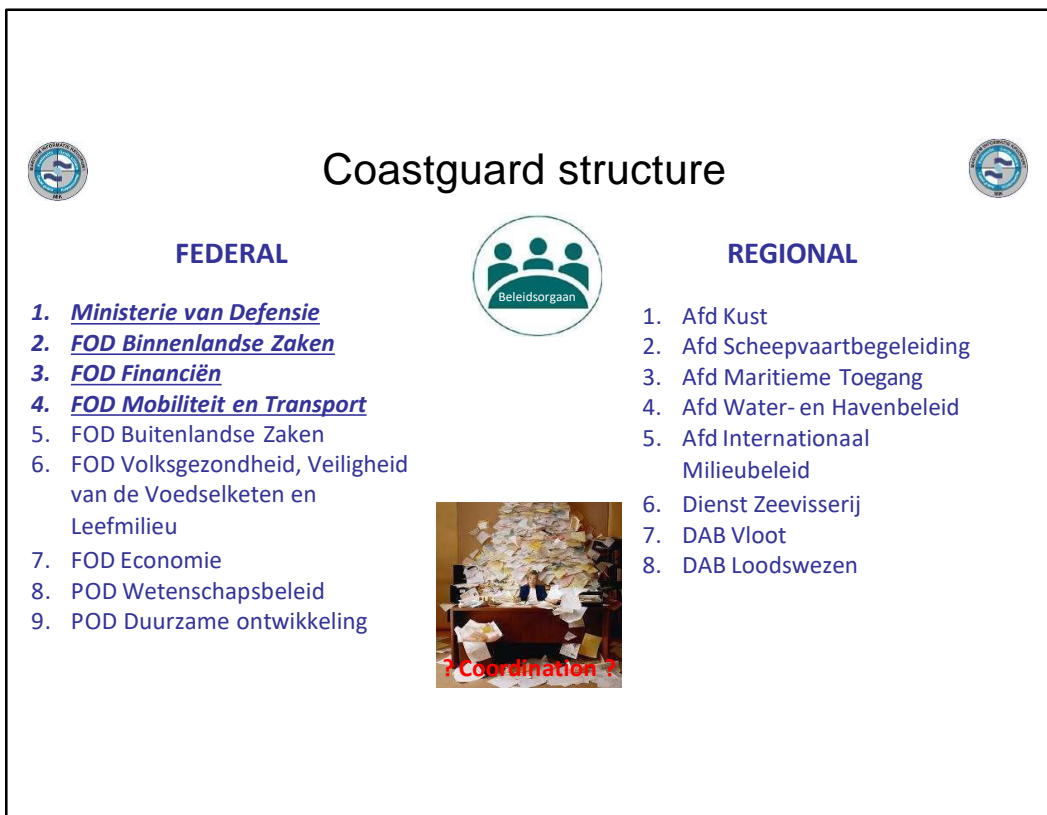 Coastguard structure
FEDERAL
1. Ministerie van Defensie
2. FOD Binnenlandse Zaken
3. FOD Financiën
4. FOD Mobiliteit en Transport
5. FOD Buitenlandse Zaken
6. FOD Volksgezondheid, Veiligheid
van de Voedselketen en
Leefmilieu
7. FOD Economie
8. POD Wetenschapsbeleid
9. POD Duurzame ontwikkeling
Beleidsorgaan
? Coordination ?
REGIONAL
1. Afd Kust
2. Afd Scheepvaartbegeleiding
3. Afd Maritieme Toegang
4. Afd Water- en Havenbeleid
5. Afd Internationaal
Milieubeleid
6. Dienst Zeevisserij
7. DAB Vloot
8. DAB Loodswezen